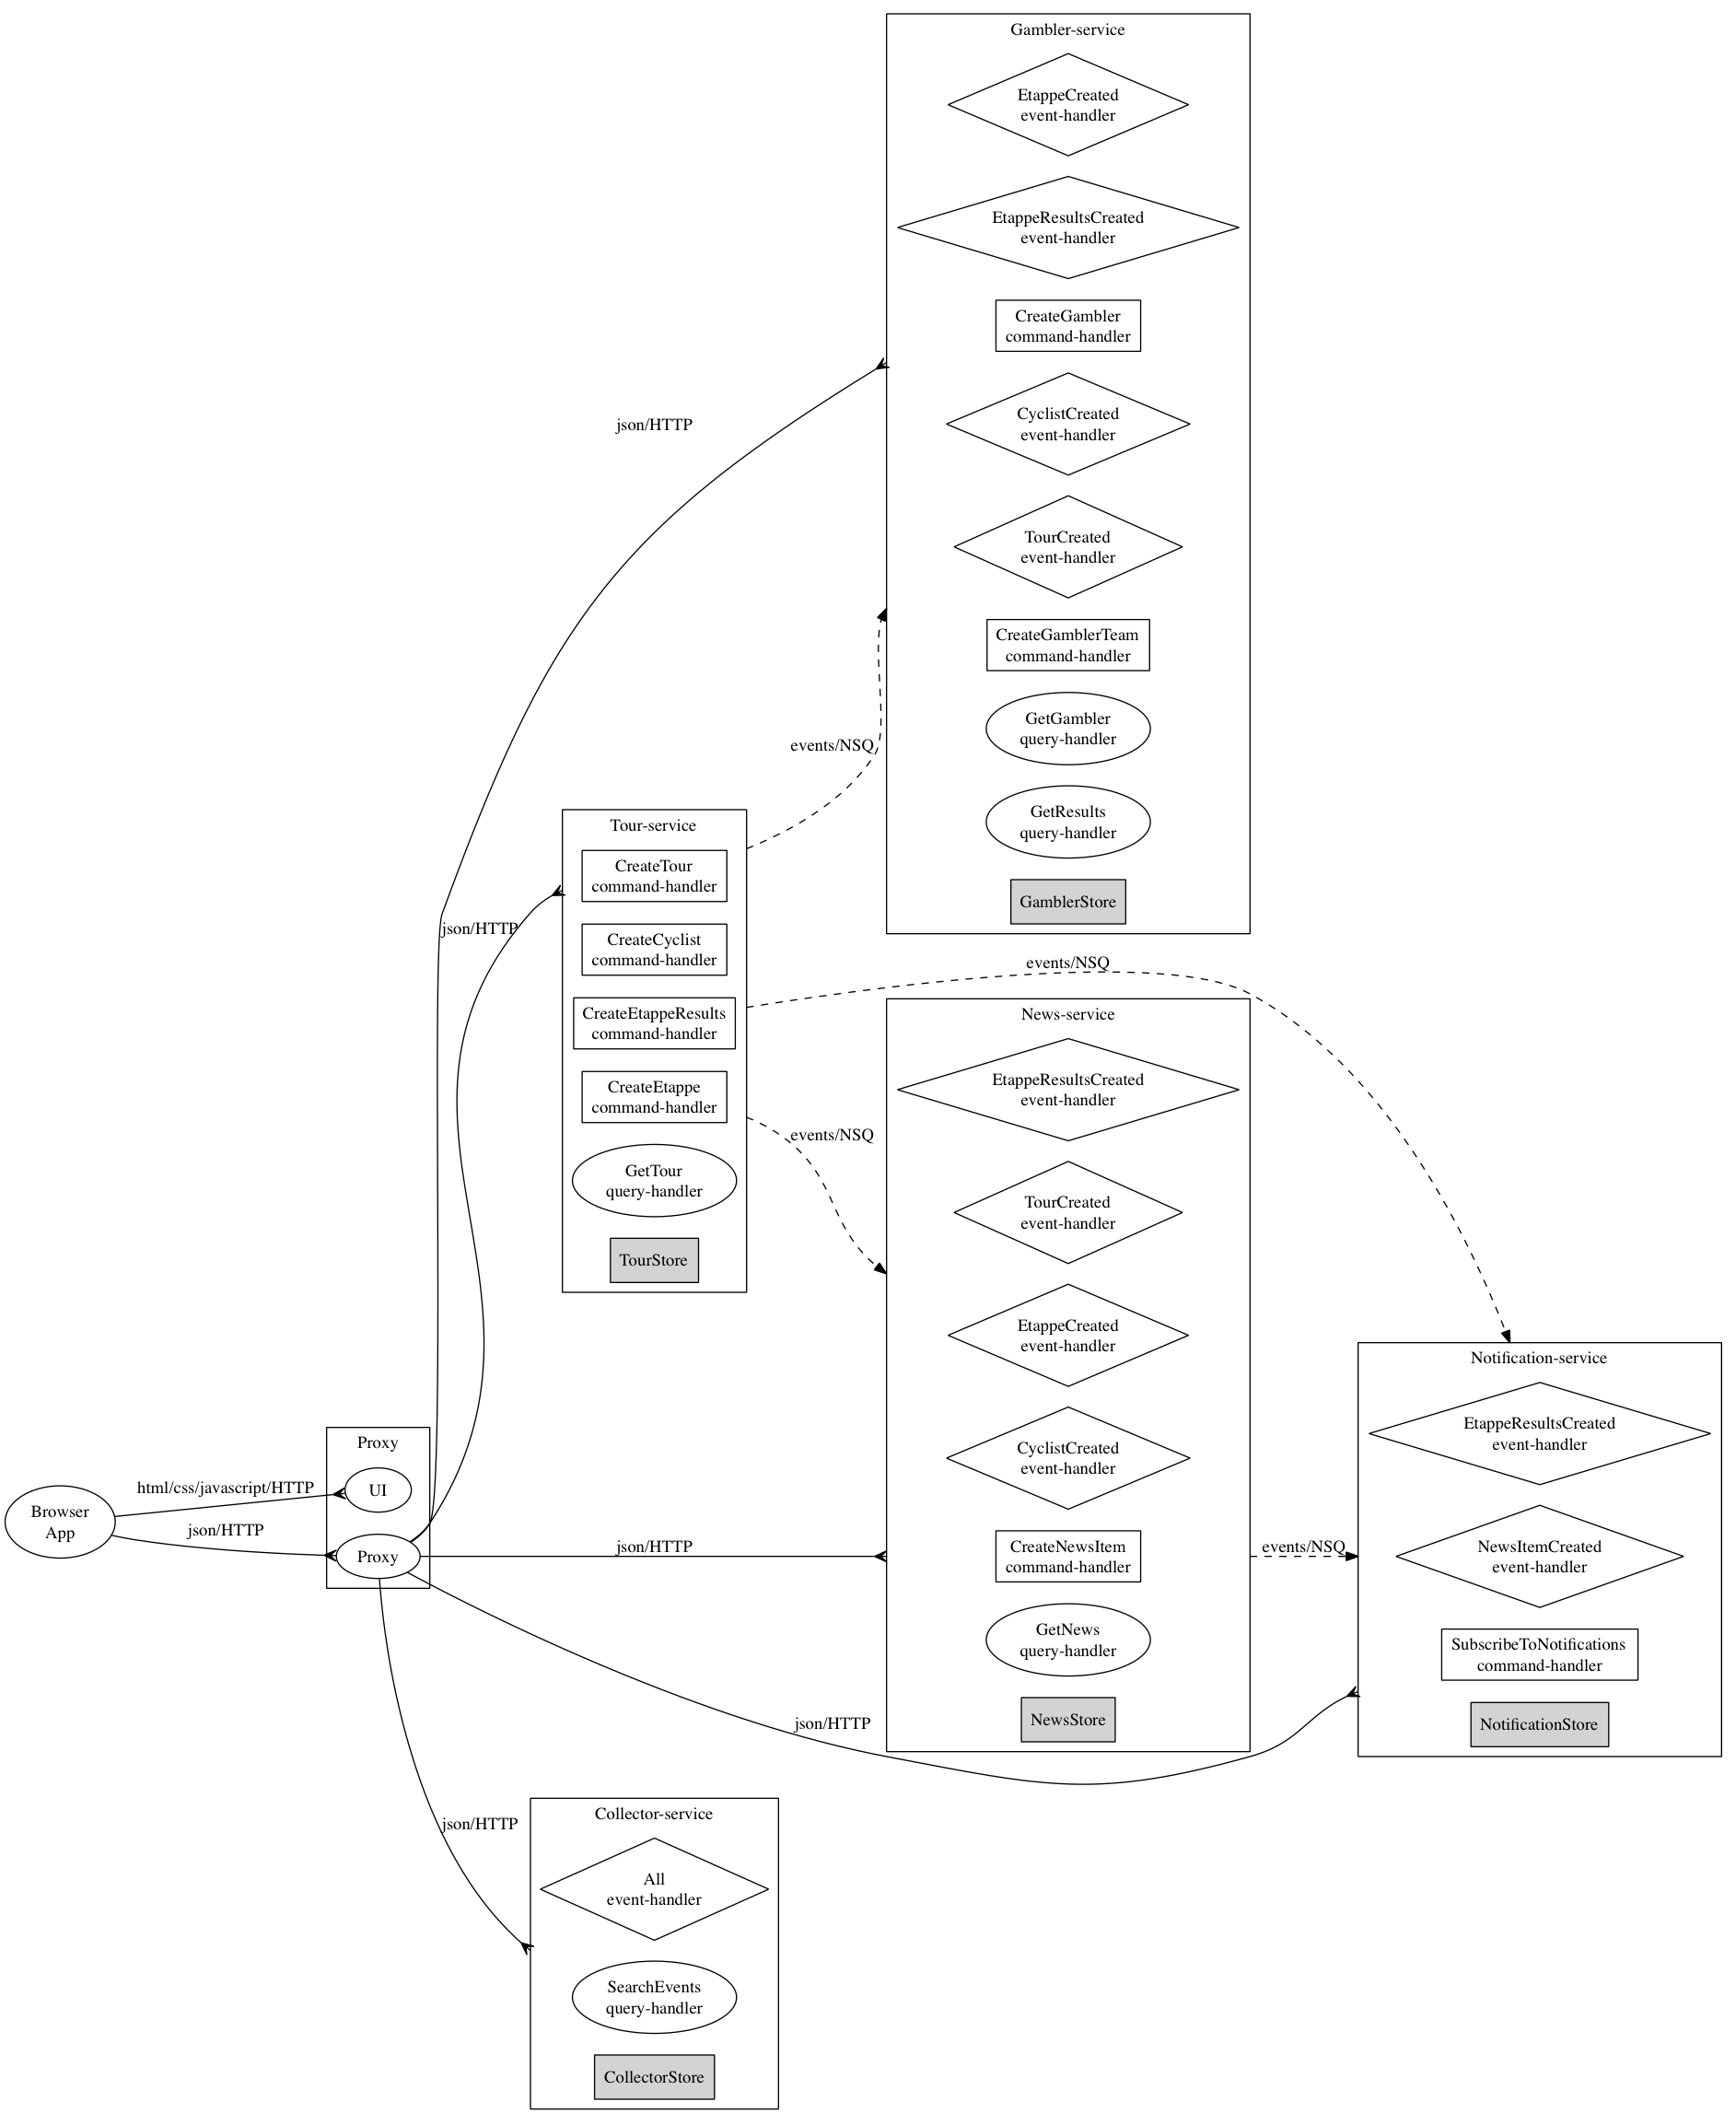 Gambler-service
EtappeCreated
event-handler
EtappeResultsCreated
event-handler
CreateGambler
command-handler
CyclistCreated
event-handler
TourCreated
event-handler
CreateGamblerTeam
command-handler
GetGambler
query-handler
GetResults
query-handler
GamblerStore
json/HTTP
events/NSQ
Tour-service
CreateTour
command-handler
CreateCyclist
command-handler
CreateEtappeResults
command-handler
CreateEtappe
command-handler
GetTour
query-handler
TourStore
json/HTTP
events/NSQ
events/NSQ
News-service
EtappeResultsCreated
event-handler
TourCreated
event-handler
EtappeCreated
event-handler
CyclistCreated
event-handler
CreateNewsItem
command-handler
GetNews
query-handler
NewsStore
events/NSQ
Notification-service
EtappeResultsCreated
event-handler
NewsItemCreated
event-handler
SubscribeToNotifications
command-handler
NotificationStore
Browser
App
html/css/javascript/HTTP
json/HTTP
Proxy
UI
Proxy
json/HTTP
json/HTTP
json/HTTP
Collector-service
All
event-handler
SearchEvents
query-handler
CollectorStore